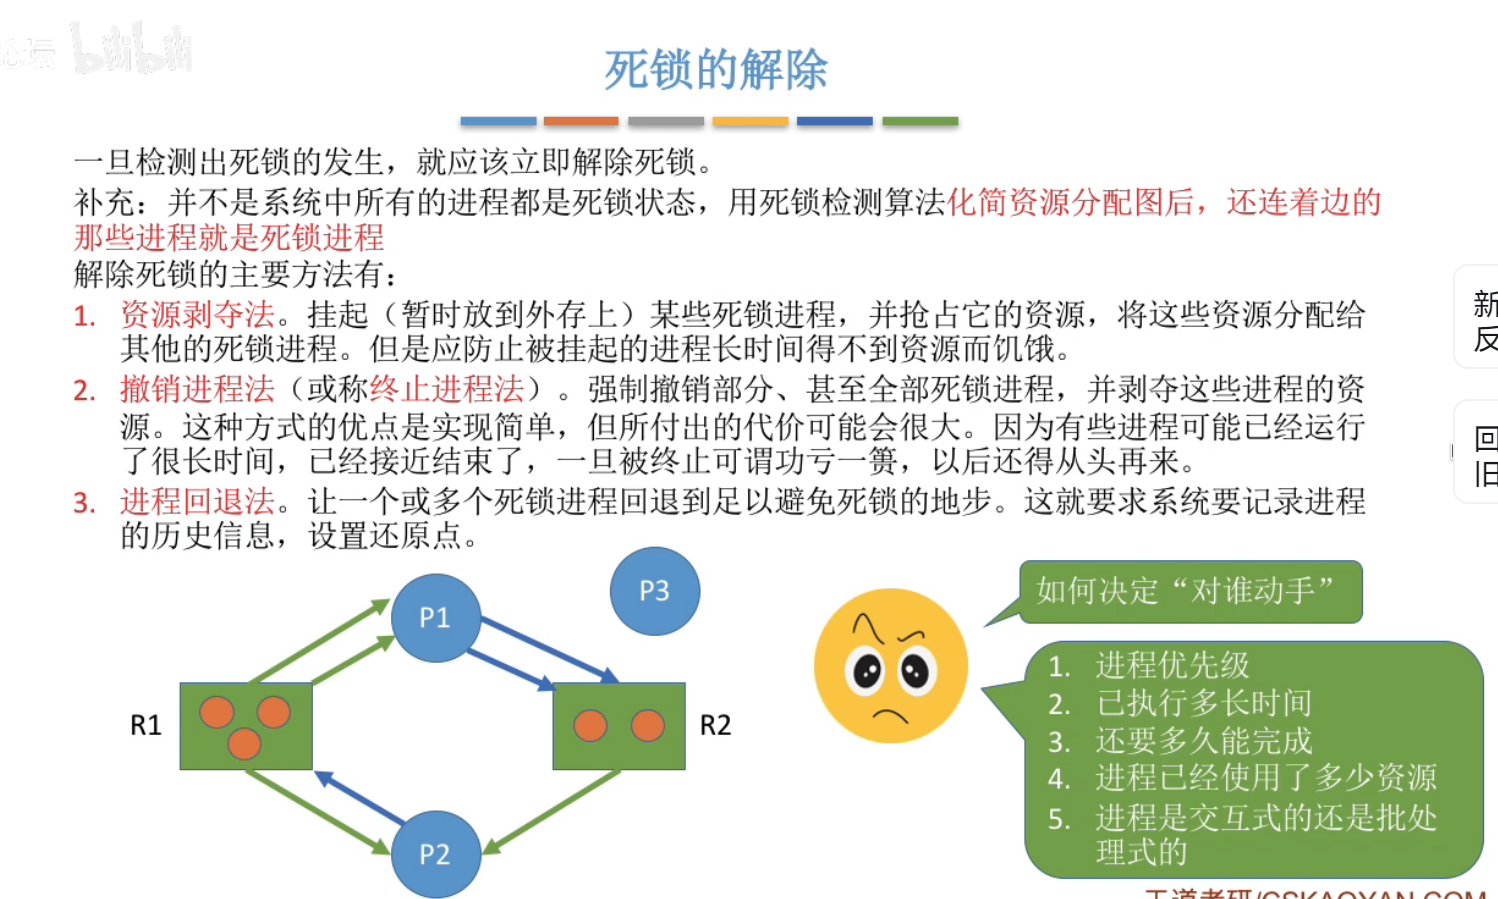 bilibili
死锁的解除
一旦检测出死锁的发生，就应该立即解除死锁。
补充：并不是系统中所有的进程都是死锁状态，用死锁检测算法化简资源分配图后，还连着边的
那些进程就是死锁进程
解除死锁的主要方法有：
1. 资源剥夺法。挂起（暂时放到外存上）某些死锁进程，并抢占它的资源，将这些资源分配给
其他的死锁进程。但是应防止被挂起的进程长时间得不到资源而饥饿。
2. 撤销进程法（或称终止进程法）。强制撤销部分、甚至全部死锁进程，并剥夺这些进程的资
源。这种方式的优点是实现简单，但所付出的代价可能会很大。因为有些进程可能已经运行
了很长时间，已经接近结束了，一旦被终止可谓功亏一篑，以后还得从头再来。
3. 进程回退法。让一个或多个死锁进程回退到足以避免死锁的地步。这就要求系统要记录进程
的历史信息，设置还原点。
新
反
回
旧
P1
P3
R1
R2
P2
如何决定“对谁动手”
1. 进程优先级
2. 已执行多长时间
3. 还要多久能完成
4. 进程已经使用了多少资源
5. 进程是交互式的还是批处
理式的
王道考研/CSKAOYAN.COM